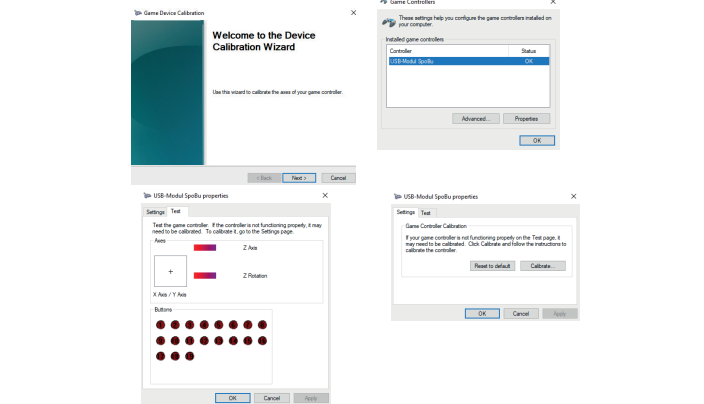 Game Device Calibration
Welcome to the Device
Calibration Wizard
Use this wizard to calibrate the axes of your game controller.
< Back
Next >
Cancel
Game Controllers
These settings help you configure the game controllers installed on
your computer.
Installed game controllers
Controller
Status
USB-Modul SpoBu
OK
Advanced...
Properties
OK
USB-Modul SpoBu properties
Settings
Test
Test the game controller. If the controller is not functioning properly, it may
need to be calibrated. To calibrate it, go to the Settings page.
Axes
Z Axis
Z Rotation
X Axis / Y Axis
Buttons
OK
Cancel
Apply
USB-Modul SpoBu properties
Settings
Test
Game Controller Calibration
If your game controller is not functioning properly on the Test page, it
may need to be calibrated. Click Calibrate and follow the instructions to
calibrate the controller.
Reset to default
Calibrate...
OK
Cancel
Apply